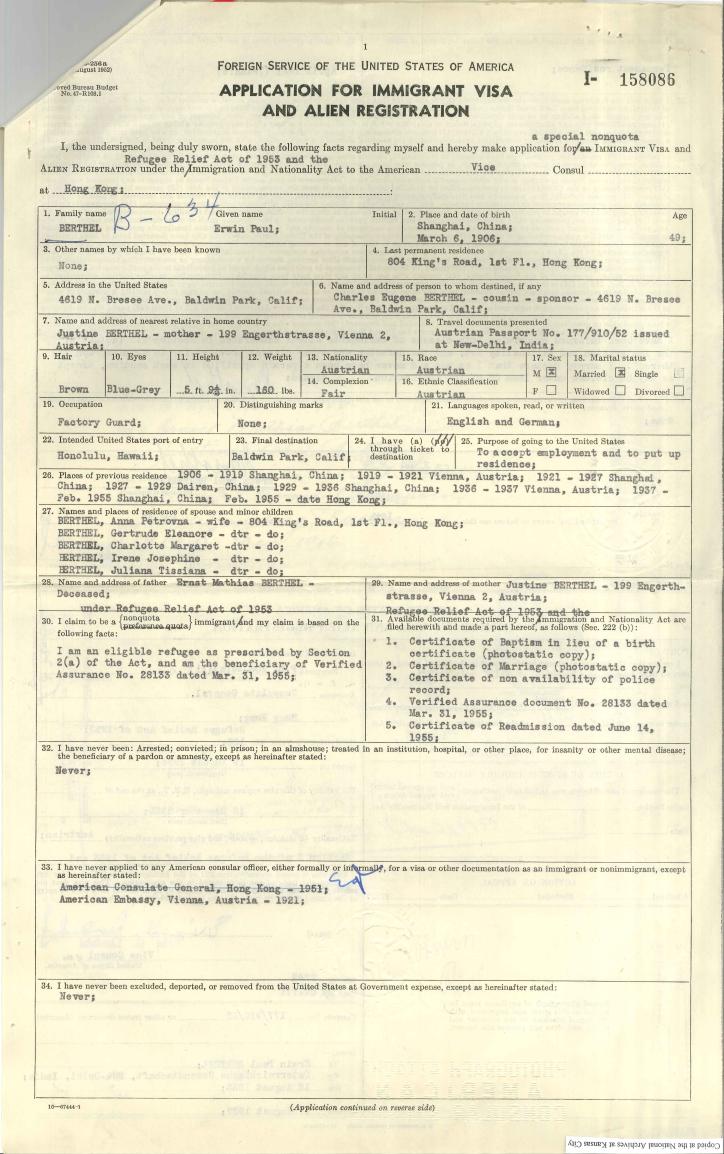 1
256a
August 1952)
oved Bureau Budget
No. 47-R108.1
FOREIGN SERVICE OF THE UNITED STATES OF AMERICA
I- 158086
APPLICATION FOR IMMIGRANT VISA
AND ALIEN REGISTRATION
a special nonquota
I, the undersigned, being duly sworn, state the following facts regarding myself and hereby make application for/an IMMIGRANT VISA and
Refugee Relief Act of 1953 and the
ALIEN REGISTRATION under the/Immigration and Nationality Act to the American Vice Consul
at Hong Kong; :
1. Family name Given name Initial 2. Place and date of birth Age
B-634
BERTHEL Erwin Paul; Shanghai, China;
March 6, 1906; 49;
3. Other names by which I have been known 4. Last permanent residence
None; 804 King's Road, 1st Fl., Hong Kong;
5. Address in the United States 6. Name and address of person to whom destined, if any
4619 N. Bresee Ave., Baldwin Park, Calif; Charles Eugene BERTHEL - cousin - sponsor - 4619 N. Bresee
Ave., Baldwin Park, Calif;
7. Name and address of nearest relative in home country 8. Travel documents presented
Justine BERTHEL - mother - 199 Engerthstrasse, Vienna 2, Austrian Passport No. 177/910/52 issued
Austria; at New-Delhi, India;
9. Hair 10. Eyes 11. Height 12. Weight 13. Nationality 15. Race 17. Sex 18. Marital status
Austrian Austrian M x Married x Single
14. Complexion 16. Ethnic Classification
Brown Blue-Grey 5 ft. 9½ in. 160 lbs. Fair Austrian F Widowed Divorced
19. Occupation 20. Distinguishing marks 21. Languages spoken, read, or written
Factory Guard; None; English and German;
22. Intended United States port of entry 23. Final destination 24. I have (a) (no) 25. Purpose of going to the United States
through ticket to
destination
Honolulu, Hawaii; Baldwin Park, Calif; To accept employment and to put up
residence;
26. Places of previous residence 1906 - 1919 Shanghai, China; 1919 - 1921 Vienna, Austria; 1921 - 1927 Shanghai,
China; 1927 - 1929 Dairen, China; 1929 - 1936 Shanghai, China; 1936 - 1937 Vienna, Austria; 1937 -
Feb. 1955 Shanghai, China; Feb. 1955 - date Hong Kong;
27. Names and places of residence of spouse and minor children
BERTHEL, Anna Petrovna - wife - 804 King's Road, 1st Fl., Hong Kong;
BERTHEL, Gertrude Eleanore - dtr - do;
BERTHEL, Charlotte Margaret -dtr - do;
BERTHEL, Irene Josephine - dtr - do;
BERTHEL, Juliana Tissiana - dtr - do;
28. Name and address of father Ernst Mathias BERTHEL -
Deceased;
29. Name and address of mother Justine BERTHEL - 199 Engerth-
strasse, Vienna 2, Austria;
under Refugee Relief Act of 1953
30. I claim to be a {nonquota preference quota} immigrant/and my claim is based on the
following facts:
I am an eligible refugee as prescribed by Section
2(a) of the Act, and am the beneficiary of Verified
Assurance No. 28133 dated Mar. 31, 1955;
Refugee Relief Act of 1953 and the
31. Available documents required by the/Immigration and Nationality Act are
filed herewith and made a part hereof, as follows (Sec. 222 (b)):
1. Certificate of Baptism in lieu of a birth
certificate (photostatic copy);
2. Certificate of Marriage (photostatic copy);
3. Certificate of non availability of police
record;
4. Verified Assurance document No. 28133 dated
Mar. 31, 1955;
5. Certificate of Readmission dated June 14,
1955;
32. I have never been: Arrested; convicted; in prison; in an almshouse; treated in an institution, hospital, or other place, for insanity or other mental disease;
the beneficiary of a pardon or amnesty, except as hereinafter stated:
Never;
33. I have never applied to any American consular officer, either formally or informally, for a visa or other documentation as an immigrant or nonimmigrant, except
as hereinafter stated:
American Consulate General, Hong Kong - 1951;
American Embassy, Vienna, Austria - 1921;
34. I have never been excluded, deported, or removed from the United States at Government expense, except as hereinafter stated:
Never;
16—67444-1
(Application continued on reverse side)
Copied at the National Archives at Kansas City